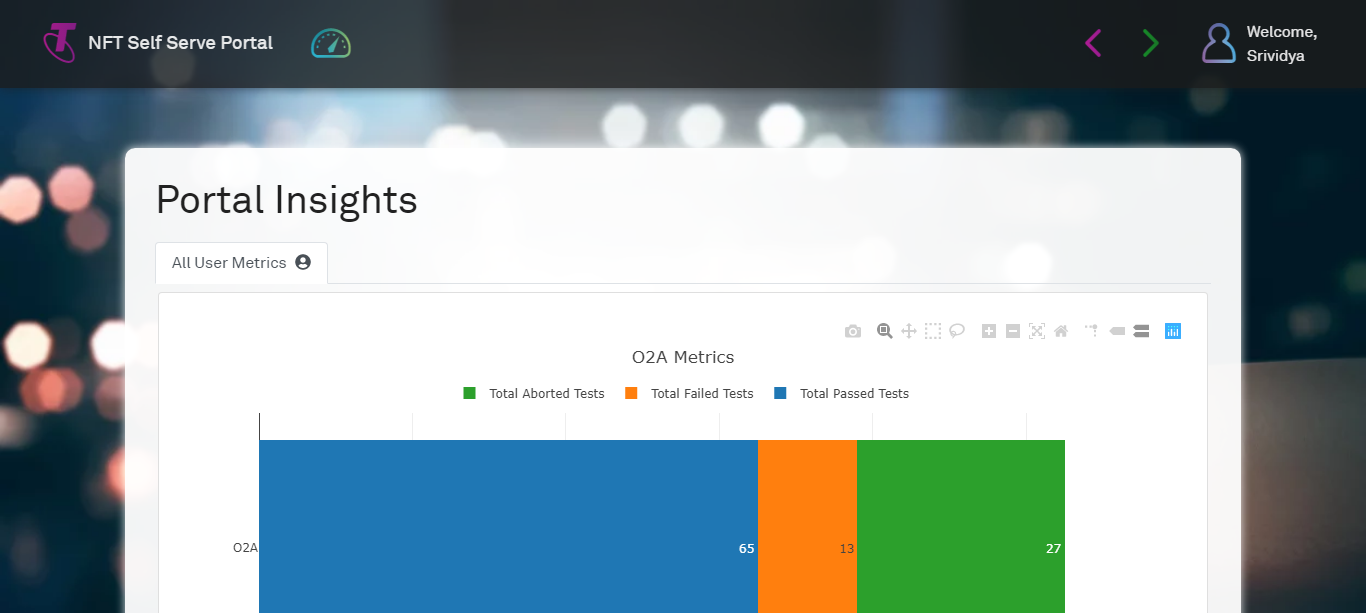 NFT Self Serve Portal
Welcome,
Srividya
Portal Insights
All User Metrics
O2A Metrics
Total Aborted Tests
Total Failed Tests
Total Passed Tests
O2A
65
13
27